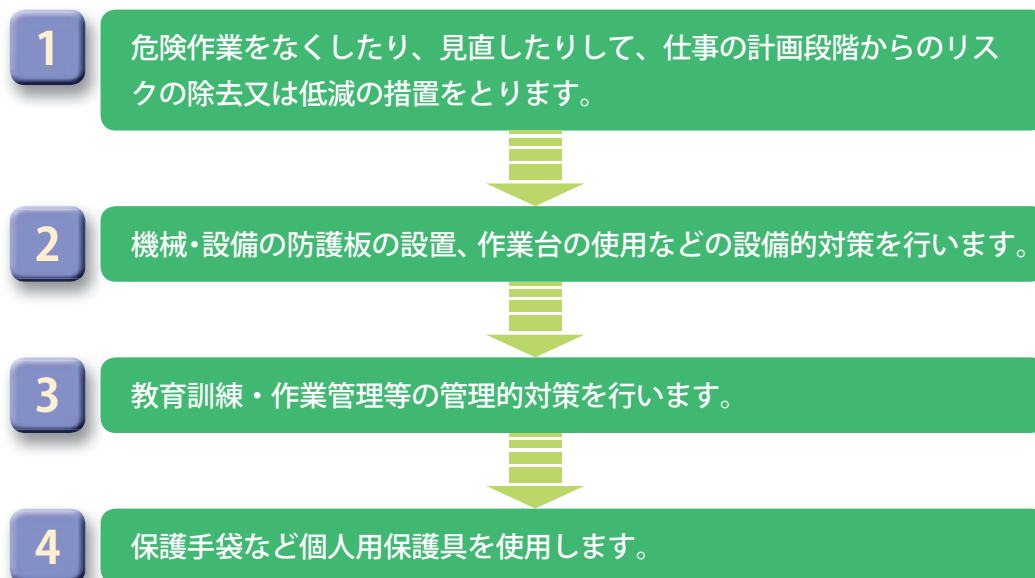 1
危険作業をなくしたり、見直したりして、仕事の計画段階からのリス
クの除去又は低減の措置をとります。
2
機械・設備の防護板の設置、作業台の使用などの設備的対策を行います。
3
教育訓練・作業管理等の管理的対策を行います。
4
保護手袋など個人用保護具を使用します。